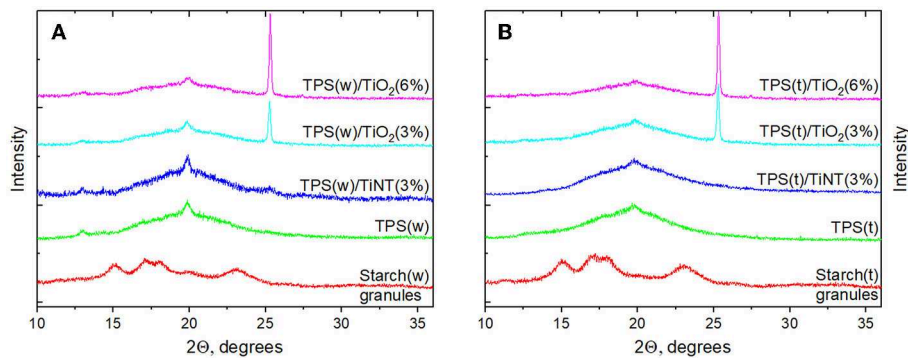 A
TPS(w)/TiO₂(6%)
TPS(w)/TiO₂(3%)
TPS(w)/TiNT(3%)
TPS(w)
Starch(w)
granules
Intensity
10 15 20 25 30 35
2Θ, degrees
B
TPS(t)/TiO₂(6%)
TPS(t)/TiO₂(3%)
TPS(t)/TiNT(3%)
TPS(t)
Starch(t)
granules
Intensity
10 15 20 25 30 35
2Θ, degrees